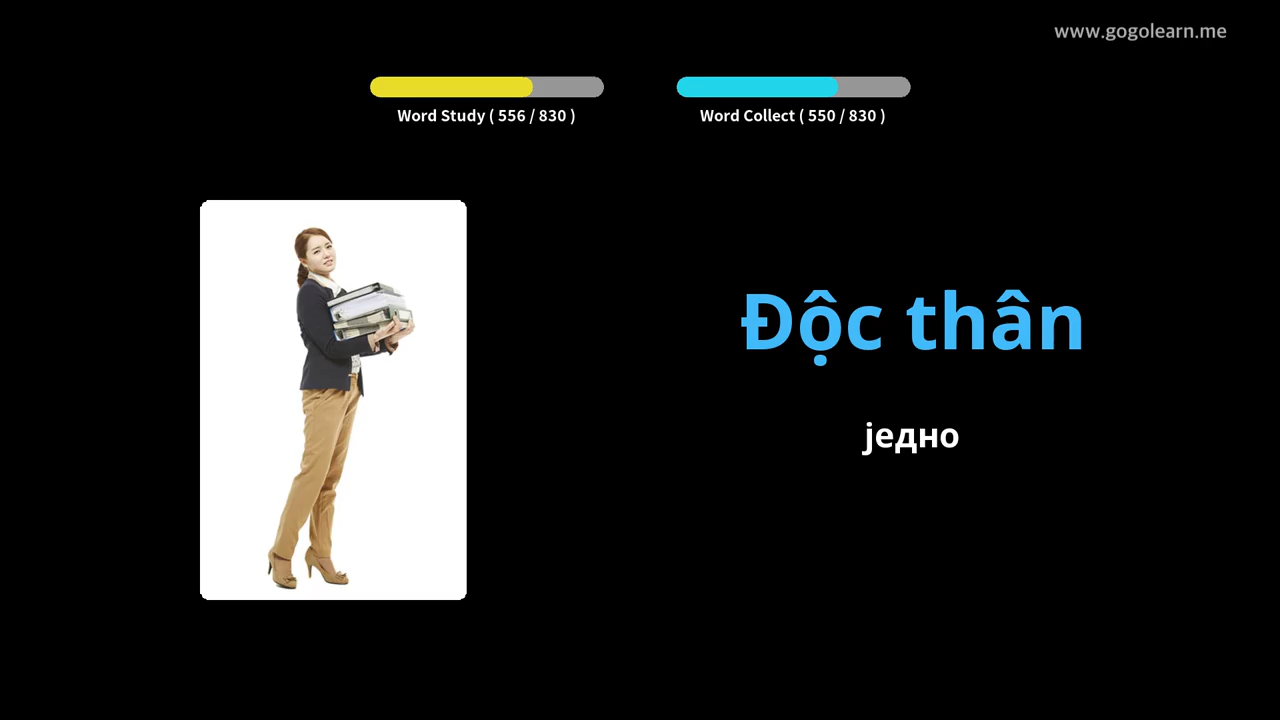 www.gogolearn.me
Word Study ( 556 / 830 )
Word Collect ( 550 / 830 )
Độc thân
једно